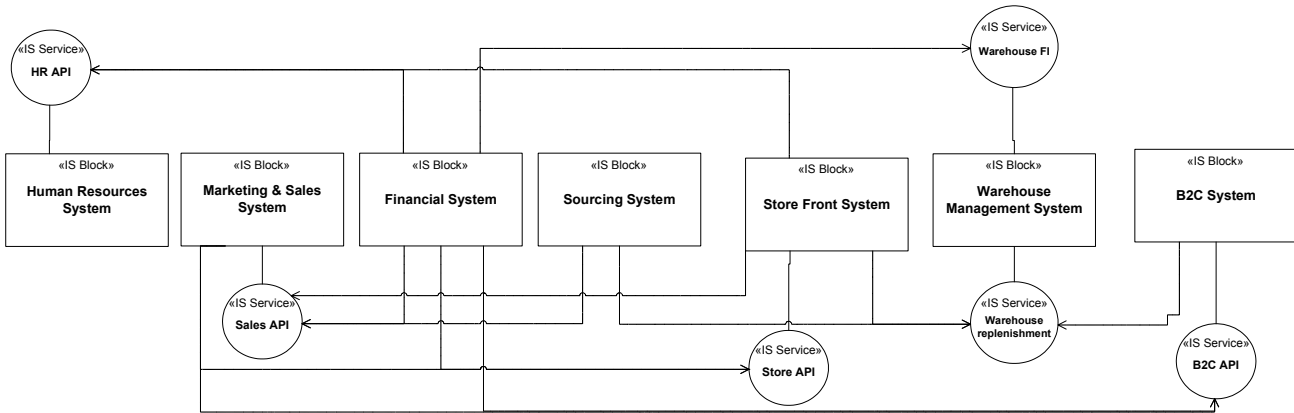 «IS Service»
HR API
«IS Service»
Warehouse FI
«IS Block»
Human Resources
System
«IS Block»
Marketing & Sales
System
«IS Block»
Financial System
«IS Block»
Sourcing System
«IS Block»
Store Front System
«IS Block»
Warehouse
Management System
«IS Block»
B2C System
«IS Service»
Sales API
«IS Service»
Store API
«IS Service»
Warehouse
replenishment
«IS Service»
B2C API